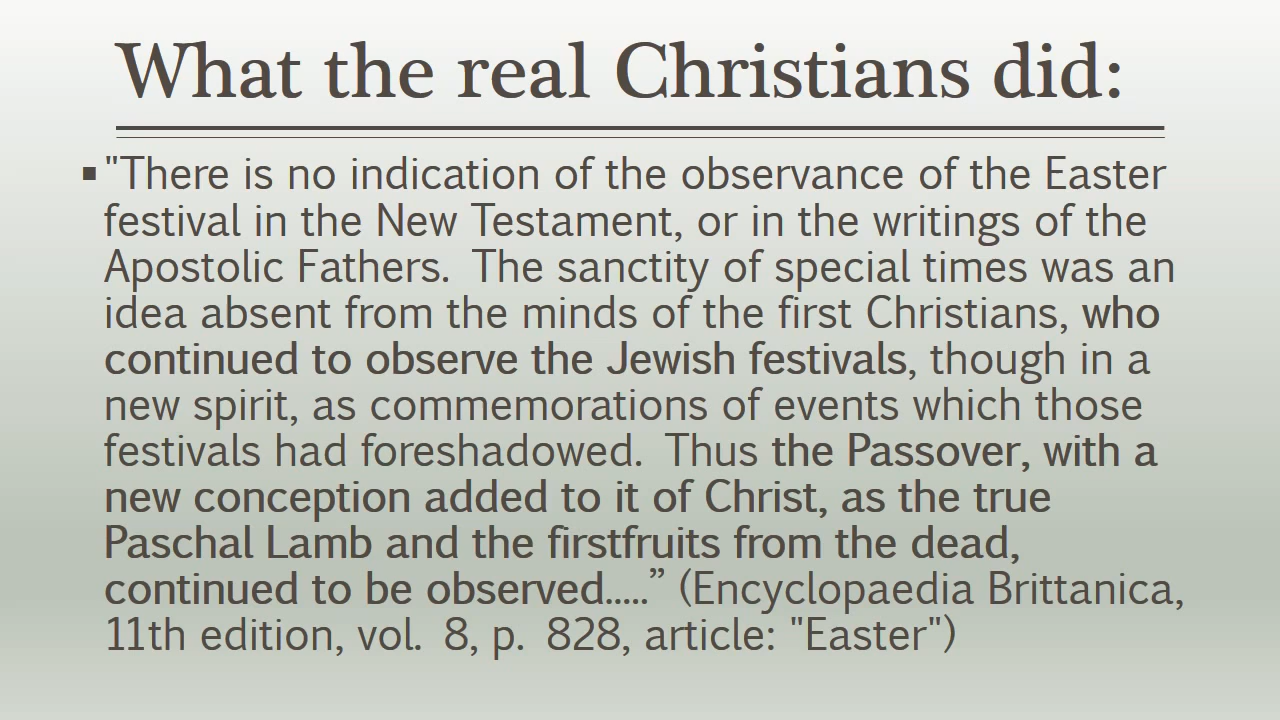 What the real Christians did:
▪ "There is no indication of the observance of the Easter
festival in the New Testament, or in the writings of the
Apostolic Fathers.  The sanctity of special times was an
idea absent from the minds of the first Christians, who
continued to observe the Jewish festivals, though in a
new spirit, as commemorations of events which those
festivals had foreshadowed.  Thus the Passover, with a
new conception added to it of Christ, as the true
Paschal Lamb and the firstfruits from the dead,
continued to be observed.....” (Encyclopaedia Brittanica,
11th edition, vol.  8, p.  828, article: "Easter")